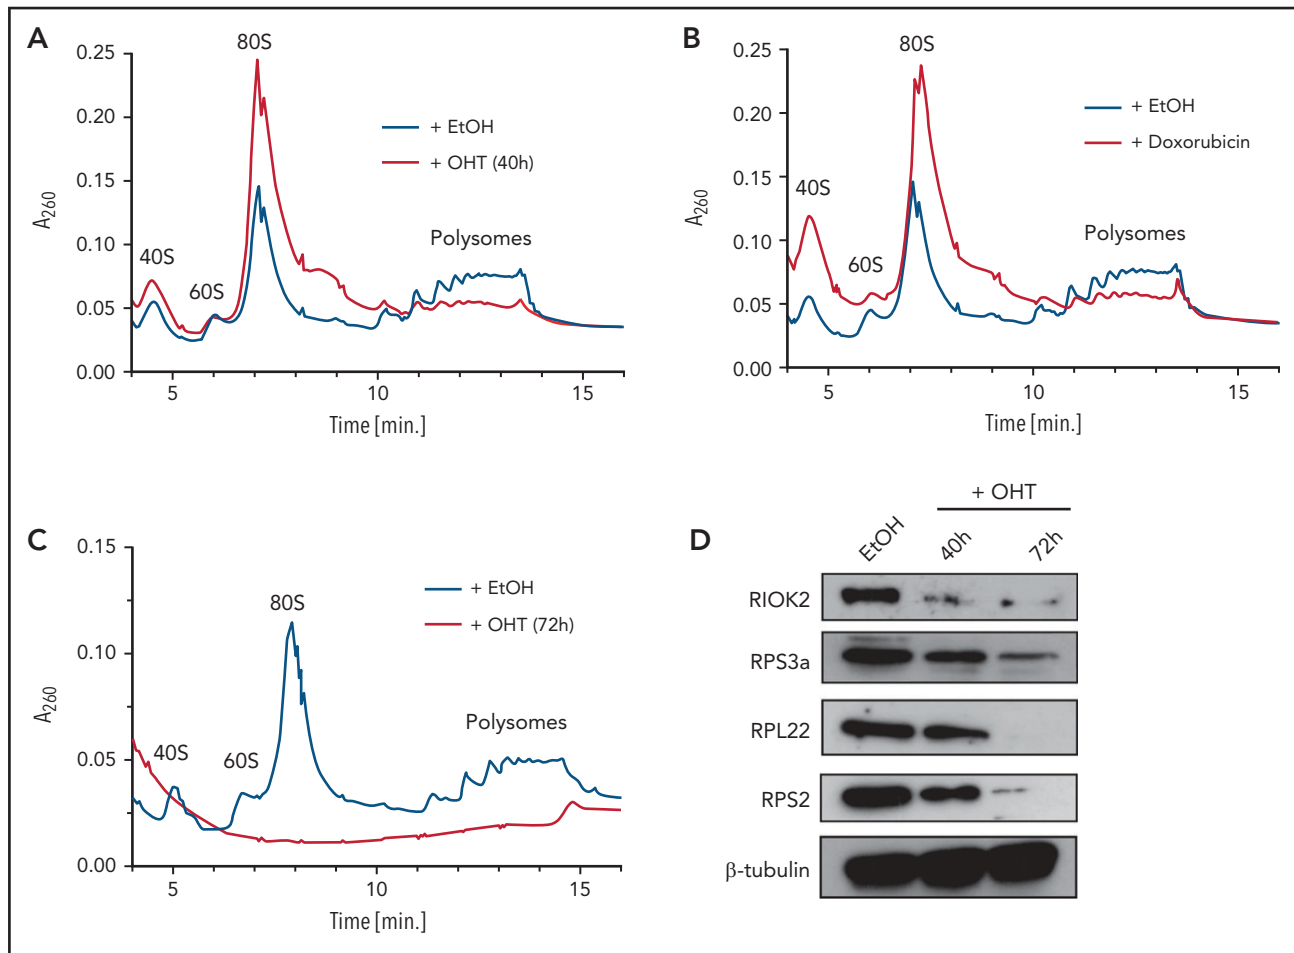 A
80S
0.25
0.20
0.15
0.10
0.05
0.00
A260
+ EtOH
+ OHT (40h)
40S
60S
Polysomes
5
10
15
Time [min.]
B
80S
0.25
0.20
0.15
0.10
0.05
0.00
A260
+ EtOH
+ Doxorubicin
40S
60S
Polysomes
5
10
15
Time [min.]
C
0.15
0.10
0.05
0.00
A260
80S
+ EtOH
+ OHT (72h)
40S
60S
Polysomes
5
10
15
Time [min.]
D
+ OHT
EtOH
40h
72h
RIOK2
RPS3a
RPL22
RPS2
β-tubulin